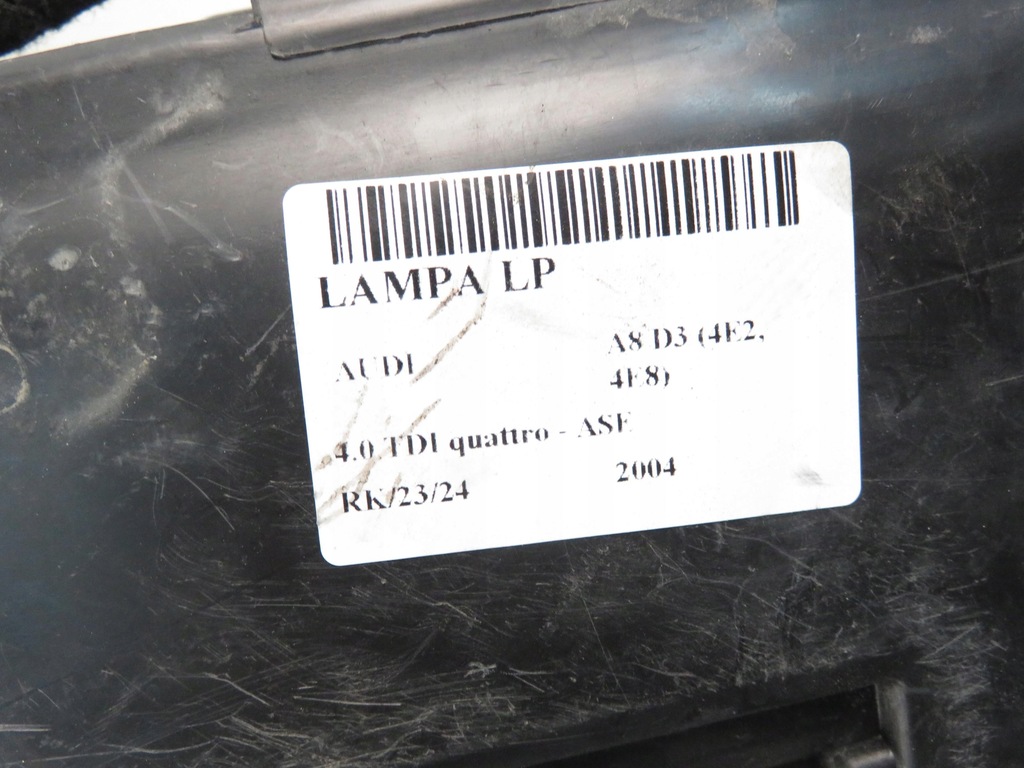 LAMPA LP
AUDI A8 D3 (4E2,
4E8)
4.0 TDI quattro - ASE
RK/23/24 2004